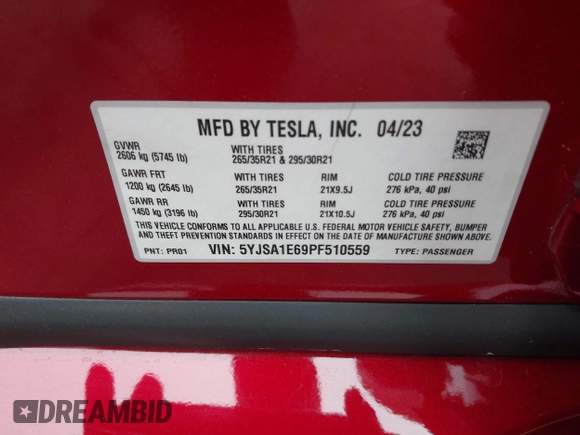 MFD BY TESLA, INC. 04/23
GVWR
2606 kg (5745 lb)
WITH TIRES
265/35R21 & 295/30R21
GAWR FRT
1200 kg (2645 lb)
WITH TIRES
265/35R21
RIM
21X9.5J
COLD TIRE PRESSURE
276 kPa, 40 psi
GAWR RR
1450 kg (3196 lb)
WITH TIRES
295/30R21
RIM
21X10.5J
COLD TIRE PRESSURE
276 kPa, 40 psi
THIS VEHICLE CONFORMS TO ALL APPLICABLE U.S. FEDERAL MOTOR VEHICLE SAFETY, BUMPER
AND THEFT PREVENTION STANDARDS IN EFFECT ON THE DATE OF MANUFACTURE SHOWN ABOVE.
PNT: PR01 VIN: 5YJSA1E69PF510559 TYPE: PASSENGER
DREAMBID